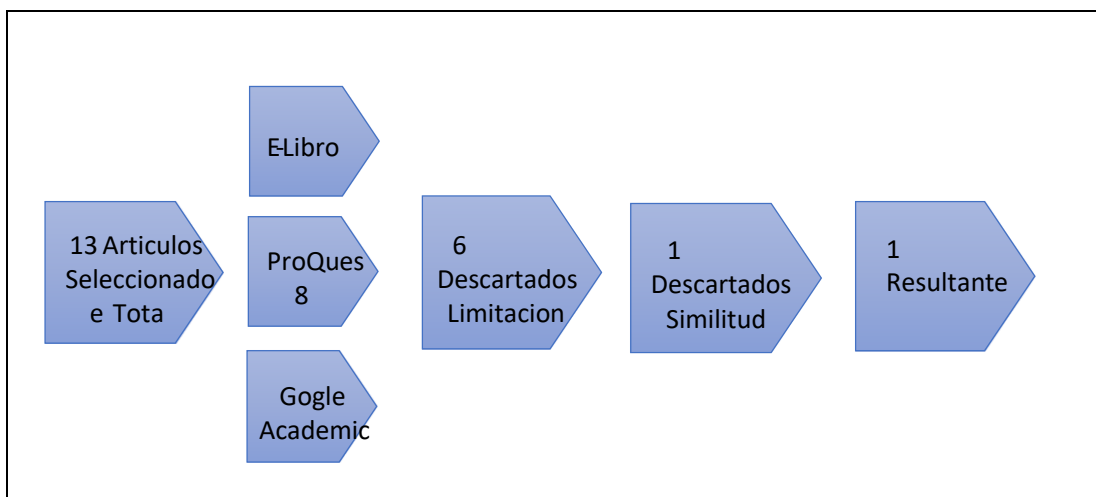 13 Articulos
Seleccionado
e Tota
E-Libro
ProQues
8
Gogle
Academic
6
Descartados
Limitacion
1
Descartados
Similitud
1
Resultante